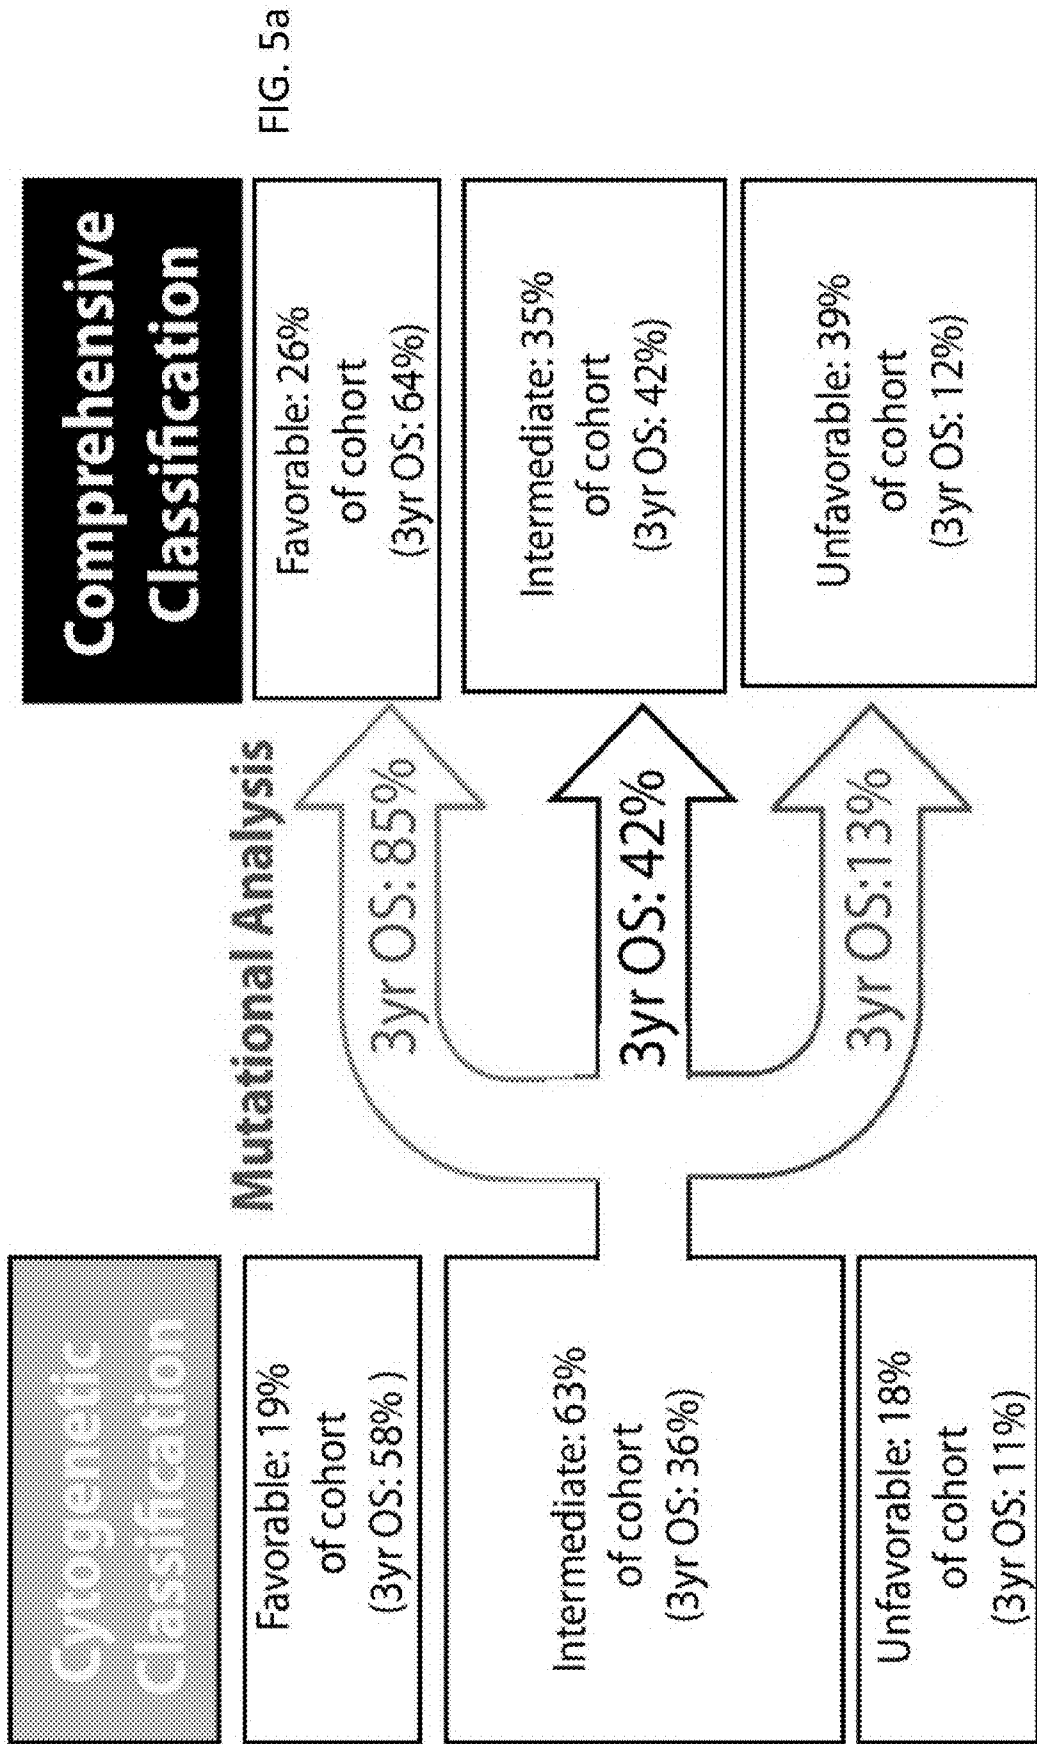 Cytogenetic
Classification
Favorable: 19%
of cohort
(3yr OS: 58% )
Intermediate: 63%
of cohort
(3yr OS: 36%)
Unfavorable: 18%
of cohort
(3yr OS: 11%)
Mutational Analysis
3yr OS: 85%
3yr OS: 42%
3yr OS:13%
Comprehensive
Classification
Favorable: 26%
of cohort
(3yr OS: 64%)
Intermediate: 35%
of cohort
(3yr OS: 42%)
Unfavorable: 39%
of cohort
(3yr OS: 12%)
FIG. 5a